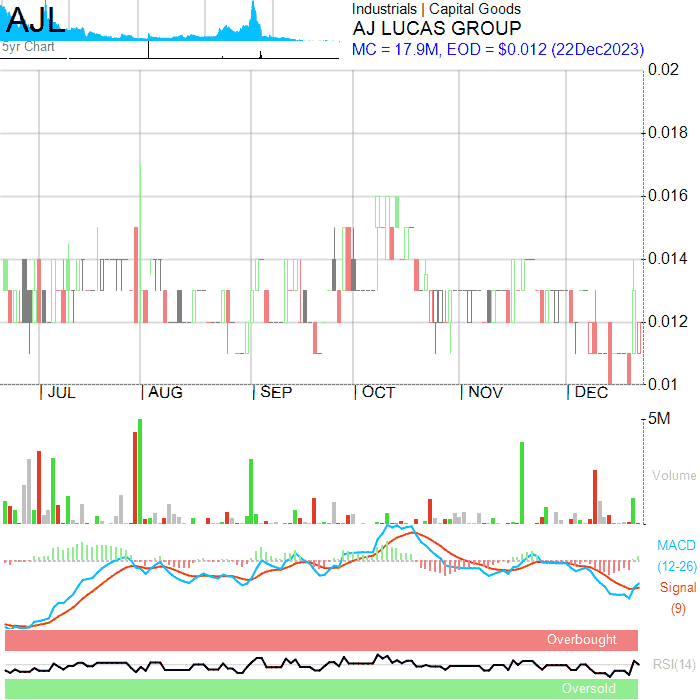 AJL
5yr Chart
Industrials | Capital Goods
AJ LUCAS GROUP
MC = 17.9M, EOD = $0.012 (22Dec2023)
0.02
0.018
0.016
0.014
0.012
0.01
| JUL | AUG | SEP | OCT | NOV | DEC
5M
Volume
MACD
(12-26)
Signal
(9)
Overbought
RSI(14)
Oversold